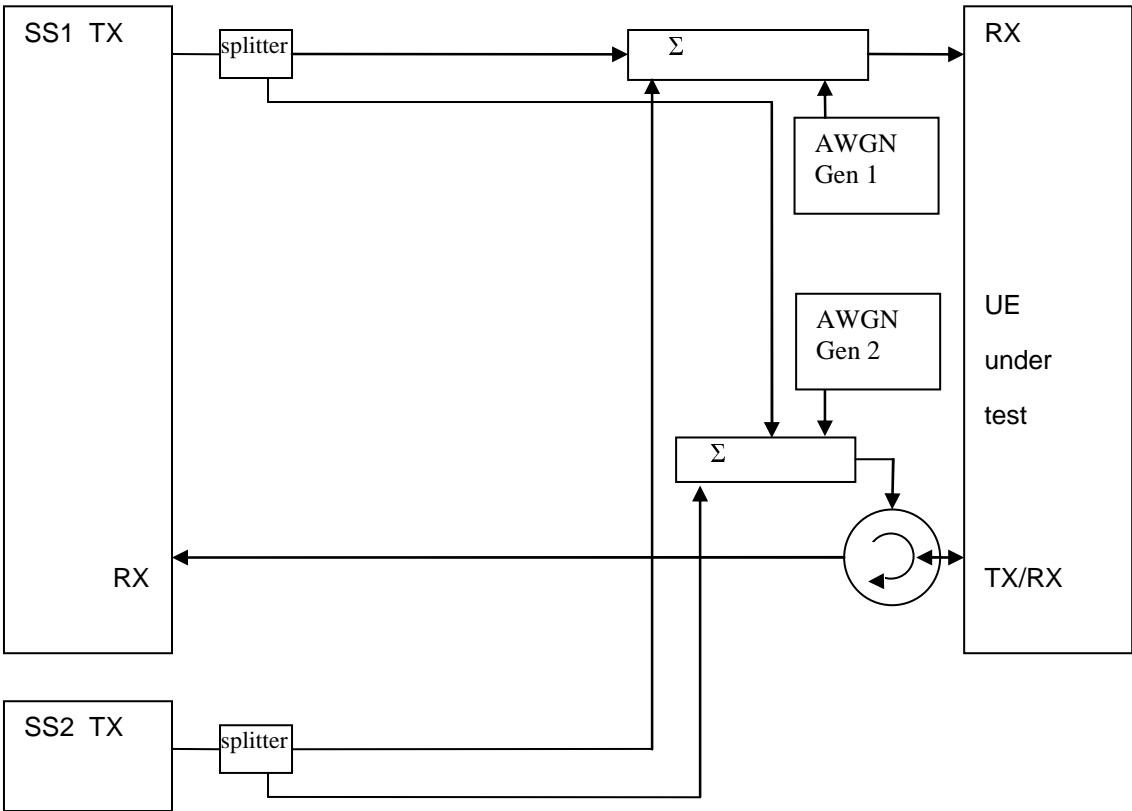 SS1 TX
splitter
Σ
RX
AWGN
Gen 1
AWGN
Gen 2
UE
under
test
Σ
RX
TX/RX
SS2 TX
splitter